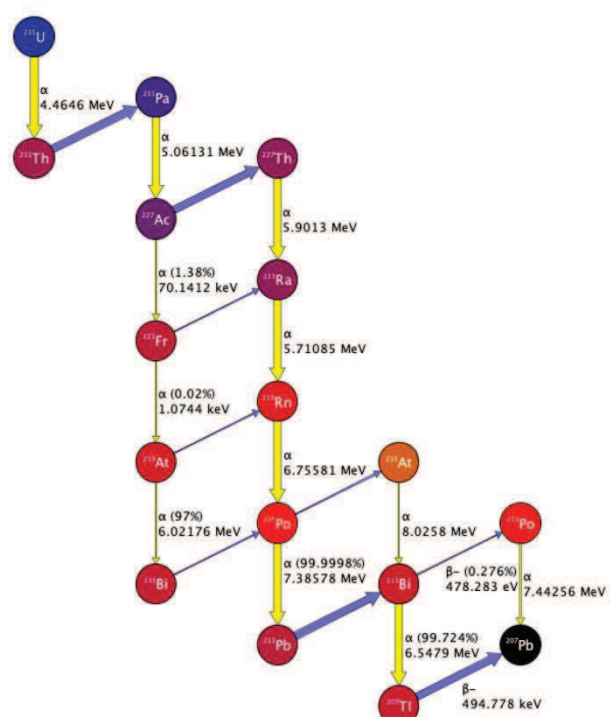 ²³⁵U
α
4.4646 MeV
²³¹Th
²³¹Pa
α
5.06131 MeV
²²⁷Th
²²⁷Ac
α
5.9013 MeV
α (1.38%)
70.1412 keV
²²³Ra
²²³Fr
α
5.71085 MeV
α (0.02%)
1.0744 keV
²¹⁹Rn
²¹⁹At
α
6.75581 MeV
²¹⁵At
α (97%)
6.02176 MeV
²¹⁵Po
α
8.0258 MeV
²¹¹Po
²¹⁵Bi
α (99.9998%)
7.38578 MeV
²¹¹Bi
β− (0.276%)
478.283 eV
α
7.44256 MeV
²¹¹Pb
α (99.724%)
6.5479 MeV
²⁰⁷Pb
²⁰⁷Tl
β−
494.778 keV